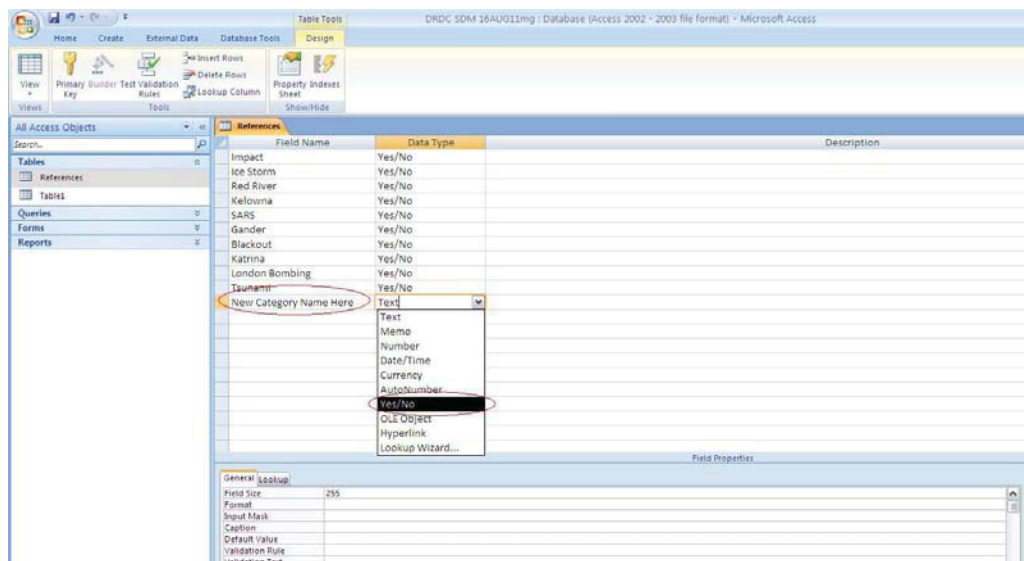 Table Tools
DRDC SDM 16AUG11mg : Database (Access 2002 - 2003 file format) - Microsoft Access
Home Create External Data Database Tools Design
View
Primary Key
Builder
Test Validation Rules
Insert Rows
Delete Rows
Lookup Column
Property Sheet
Indexes
Views
Tools
Show/Hide
All Access Objects
Search...
Tables
References
Table1
Queries
Forms
Reports
References
Field Name Data Type Description
Impact Yes/No
Ice Storm Yes/No
Red River Yes/No
Kelowna Yes/No
SARS Yes/No
Gander Yes/No
Blackout Yes/No
Katrina Yes/No
London Bombing Yes/No
Tsunami Yes/No
New Category Name Here Text
Text
Memo
Number
Date/Time
Currency
AutoNumber
Yes/No
OLE Object
Hyperlink
Lookup Wizard...
Field Properties
General Lookup
Field Size 255
Format
Input Mask
Caption
Default Value
Validation Rule
Validation Text